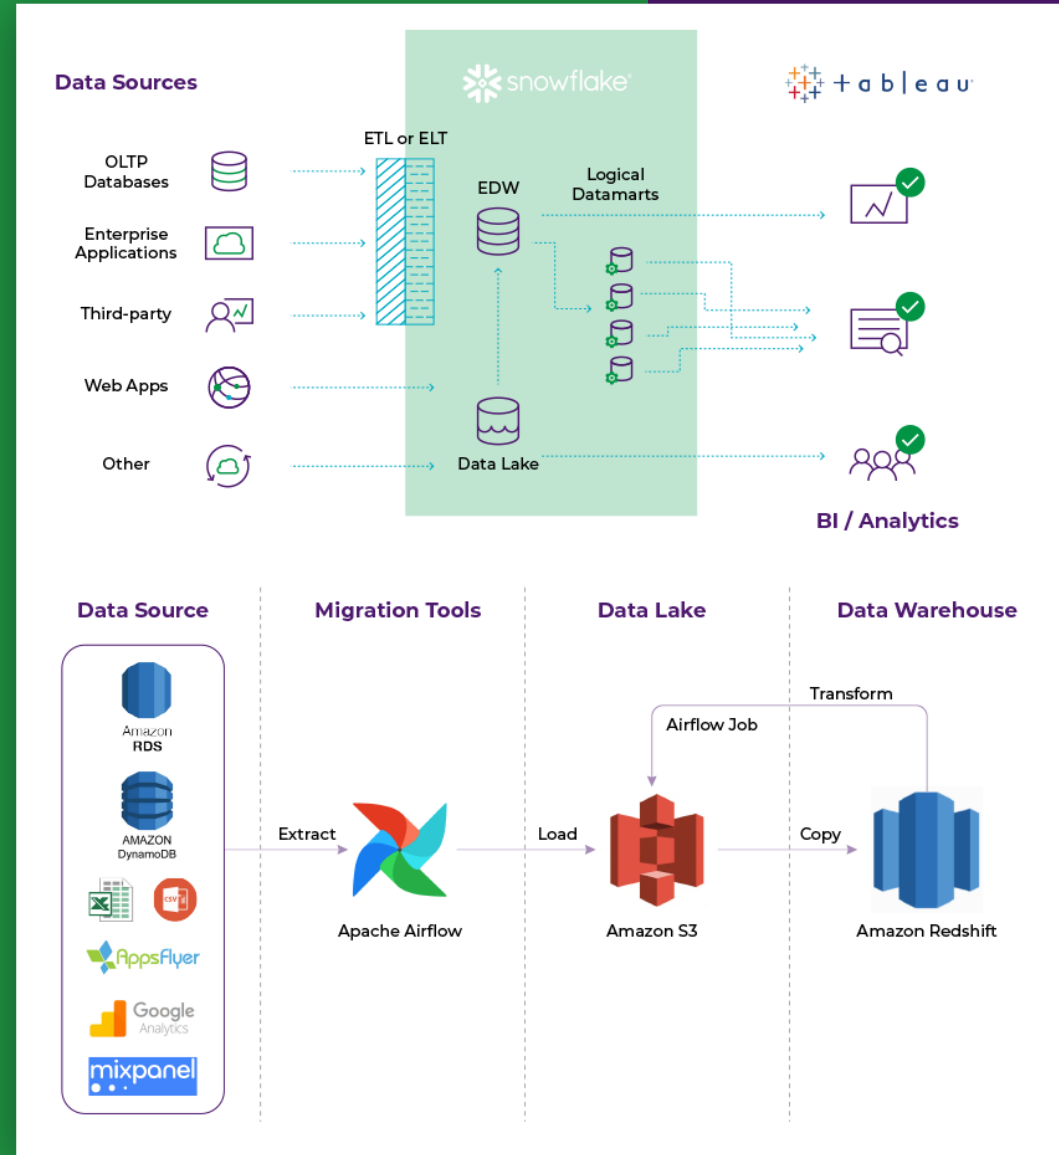 Data Sources
snowflake
+ a b l e a u
ETL or ELT
OLTP
Databases
Enterprise
Applications
Third-party
Web Apps
Other
EDW
Logical
Datamarts
Data Lake
BI / Analytics
Data Source
Migration Tools
Data Lake
Data Warehouse
Amazon
RDS
AMAZON
DynamoDB
CSV
AppsFlyer
Google
Analytics
mixpanel
Extract
Apache Airflow
Load
Transform
Airflow Job
Amazon S3
Copy
Amazon Redshift